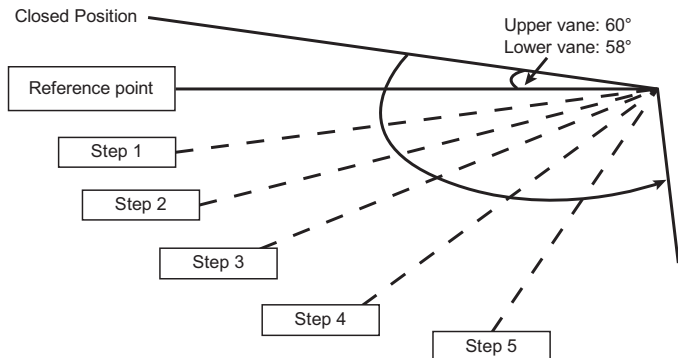 Closed Position
Upper vane: 60°
Lower vane: 58°
Reference point
Step 1
Step 2
Step 3
Step 4
Step 5